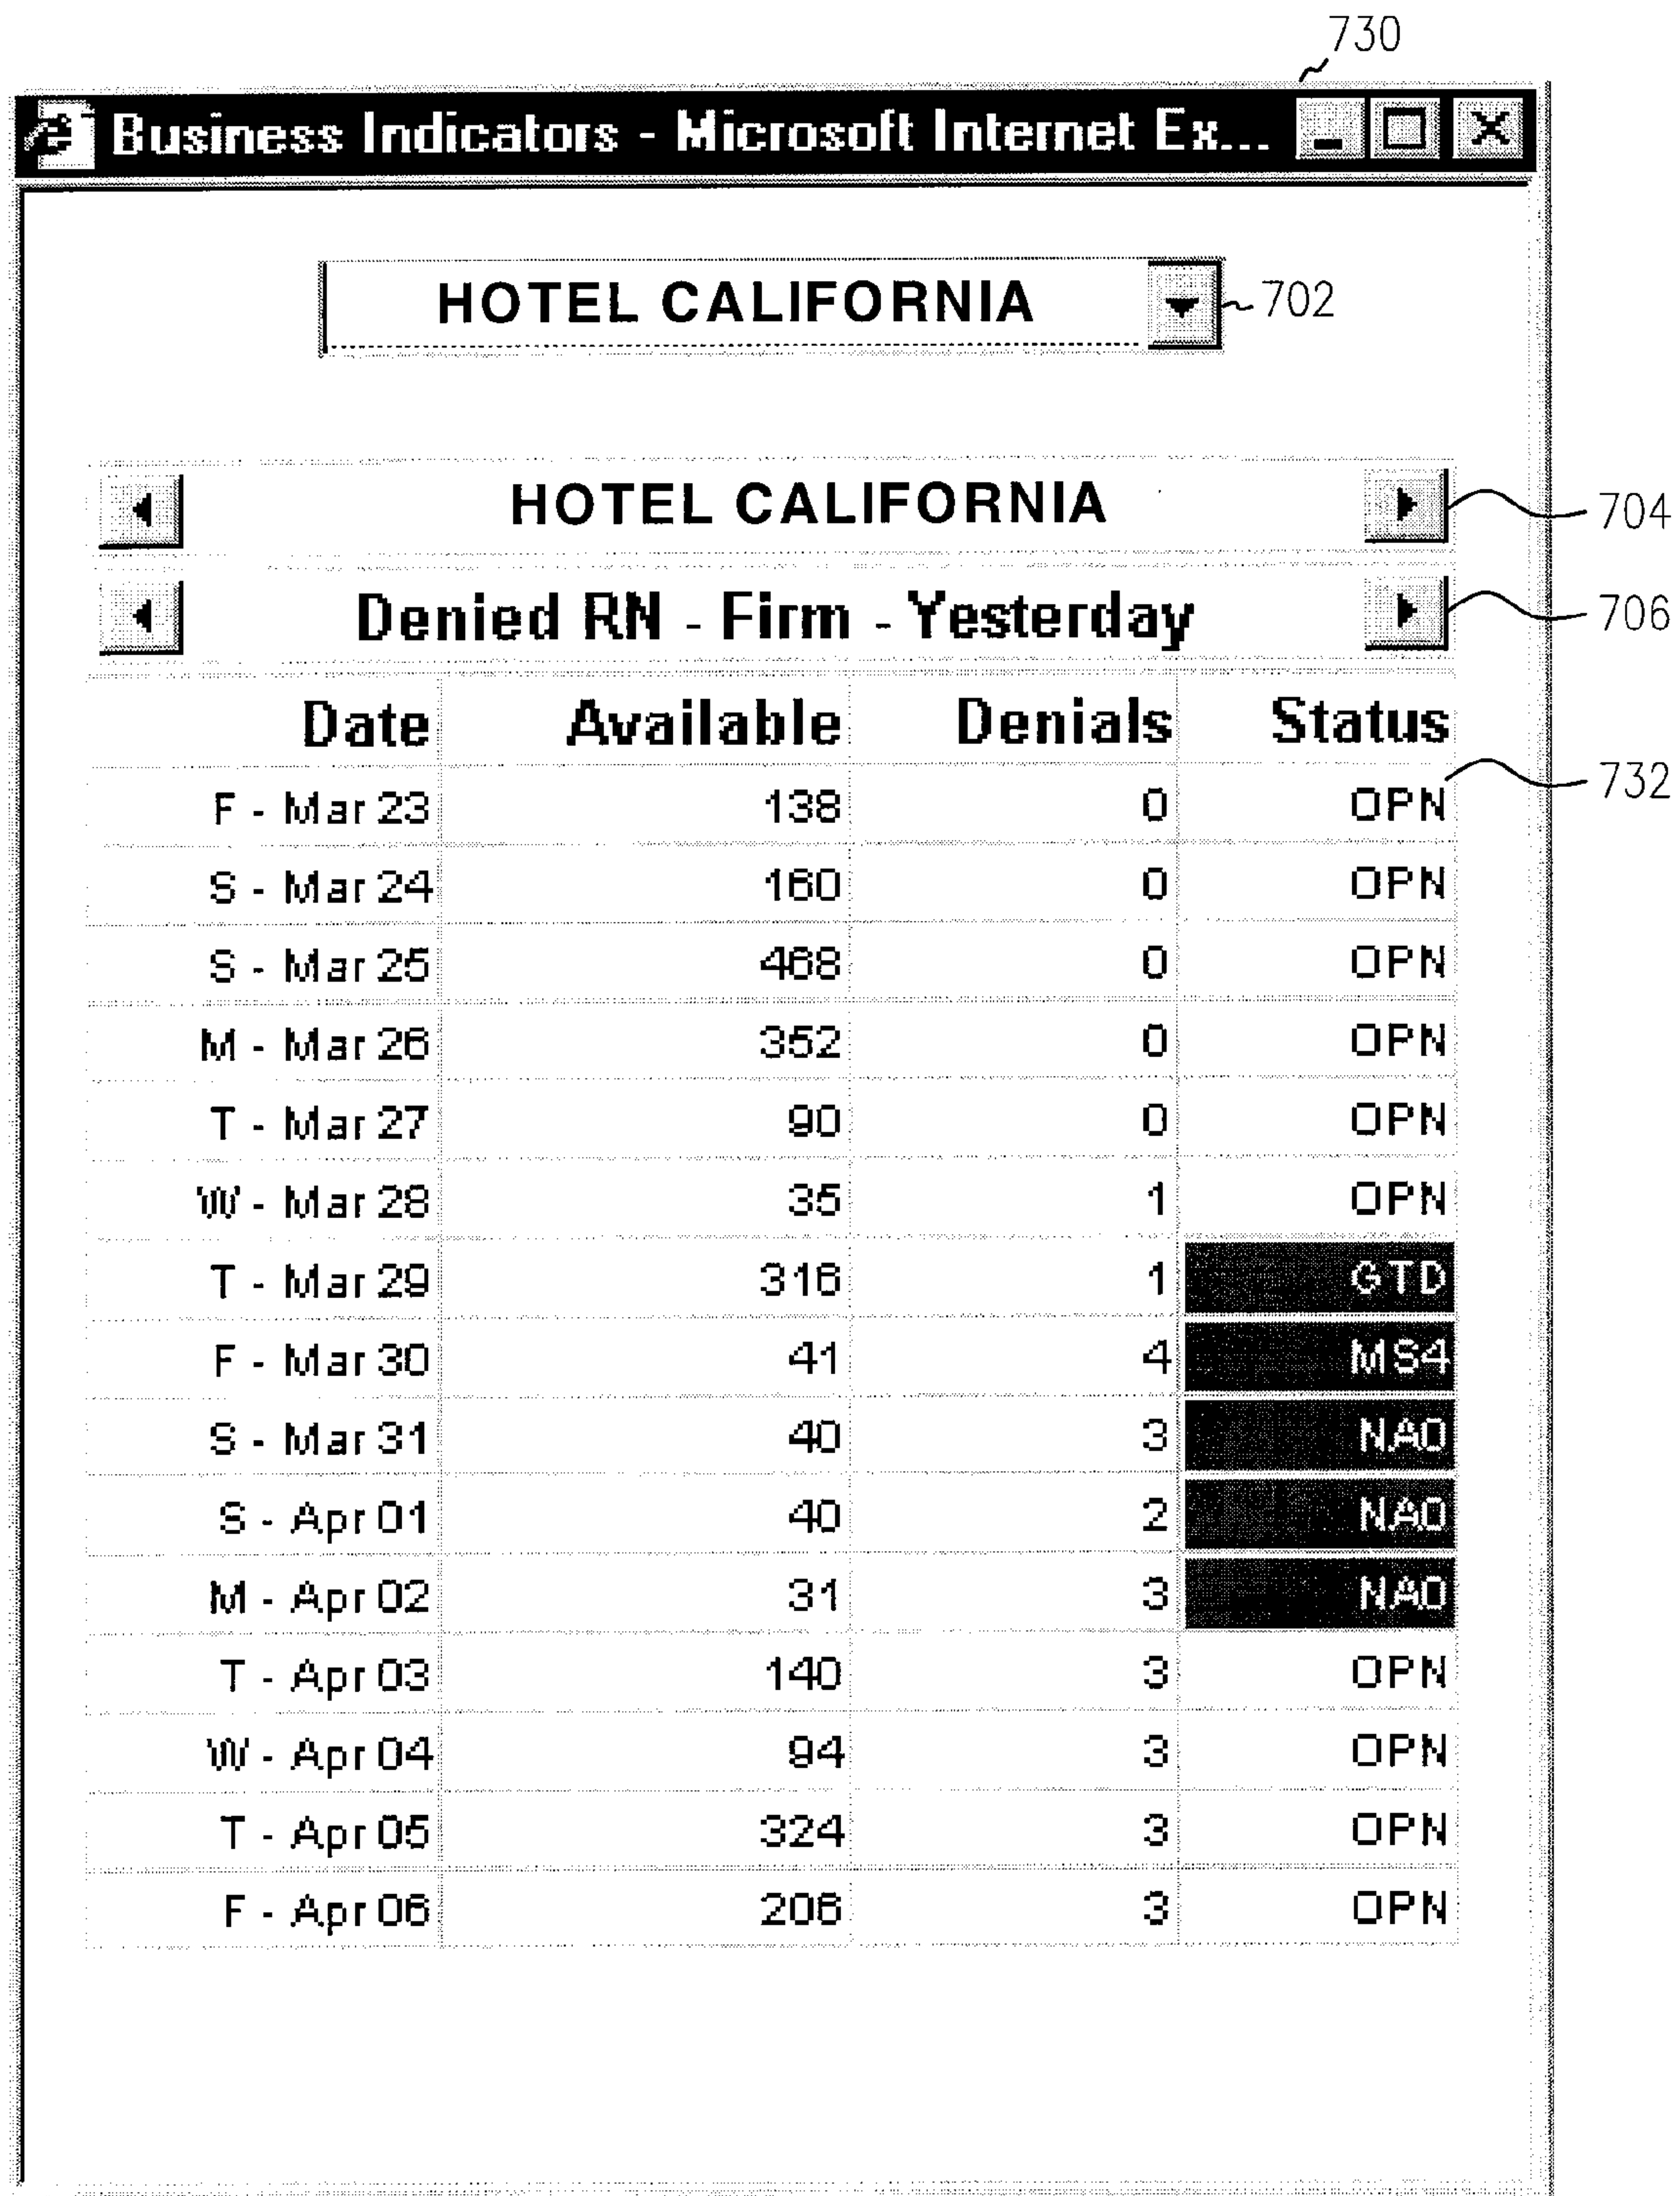 730
Business Indicators - Microsoft Internet Ex...
HOTEL CALIFORNIA 702
HOTEL CALIFORNIA 704
Denied RN - Firm - Yesterday 706
Date Available Denials Status
732
F - Mar 23 138 0 OPN
S - Mar 24 160 0 OPN
S - Mar 25 468 0 OPN
M - Mar 26 352 0 OPN
T - Mar 27 90 0 OPN
W - Mar 28 35 1 OPN
T - Mar 29 316 1 GTD
F - Mar 30 41 4 MS4
S - Mar 31 40 3 NAO
S - Apr 01 40 2 NAO
M - Apr 02 31 3 NAO
T - Apr 03 140 3 OPN
W - Apr 04 94 3 OPN
T - Apr 05 324 3 OPN
F - Apr 06 206 3 OPN